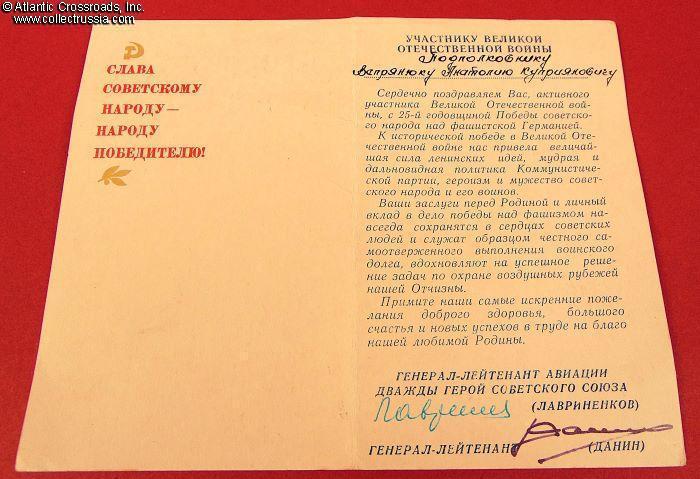 © Atlantic Crossroads, Inc.
www.collectrussia.com
СЛАВА
СОВЕТСКОМУ
НАРОДУ —
НАРОДУ
ПОБЕДИТЕЛЮ!
УЧАСТНИКУ ВЕЛИКОЙ
ОТЕЧЕСТВЕННОЙ ВОЙНЫ
Подполковнику
Вапрянюку Анатолию Куприяновичу
Сердечно поздравляем Вас, активного
участника Великой Отечественной вой-
ны, с 25-й годовщиной Победы советско-
го народа над фашистской Германией.
К исторической победе в Великой Оте-
чественной войне нас привела величай-
шая сила ленинских идей, мудрая и
дальновидная политика Коммунистиче-
ской партии, героизм и мужество совет-
ского народа и его воинов.
Ваши заслуги перед Родиной и личный
вклад в дело победы над фашизмом на-
всегда сохранятся в сердцах советских
людей и служат образцом честного са-
моотверженного выполнения воинского
долга, вдохновляют на успешное реше-
ние задач по охране воздушных рубежей
нашей Отчизны.
Примите наши самые искренние поже-
лания доброго здоровья, большого
счастья и новых успехов в труде на благо
нашей любимой Родины.
ГЕНЕРАЛ-ЛЕЙТЕНАНТ АВИАЦИИ
ДВАЖДЫ ГЕРОЙ СОВЕТСКОГО СОЮЗА
(ЛАВРИНЕНКОВ)
ГЕНЕРАЛ-ЛЕЙТЕНАНТ (ДАНИН)